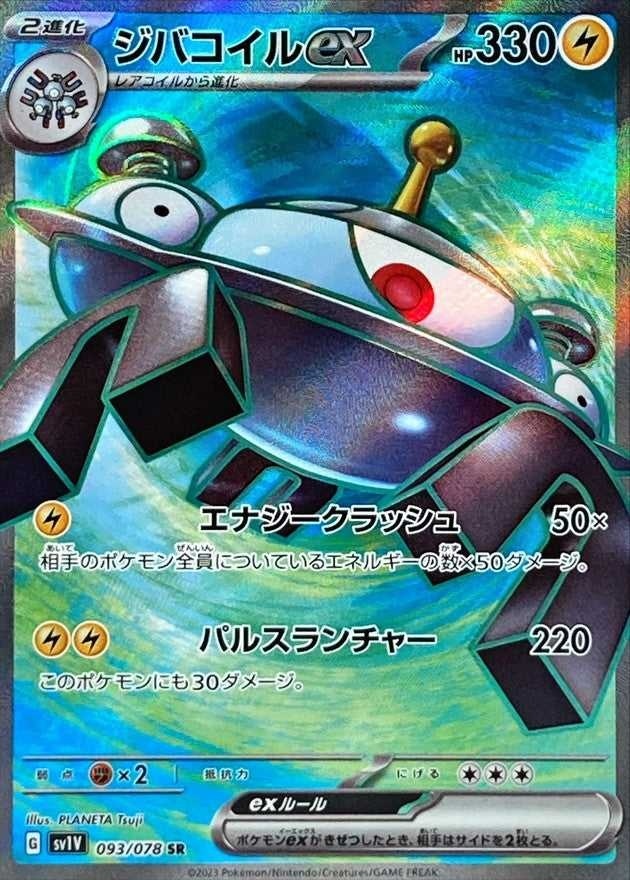 2進化 ジバコイルex HP330
レアコイルから進化
エナジークラッシュ 50×
相手のポケモン全員についているエネルギーの数×50ダメージ。
パルスランチャー 220
このポケモンにも30ダメージ。
弱点 ×2 抵抗力 にげる
exルール
ポケモンexがきぜつしたとき、相手はサイドを2枚とる。
Illus. PLANETA Tsuji
G sv1V 093/078 SR
©2023 Pokémon/Nintendo/Creatures/GAME FREAK